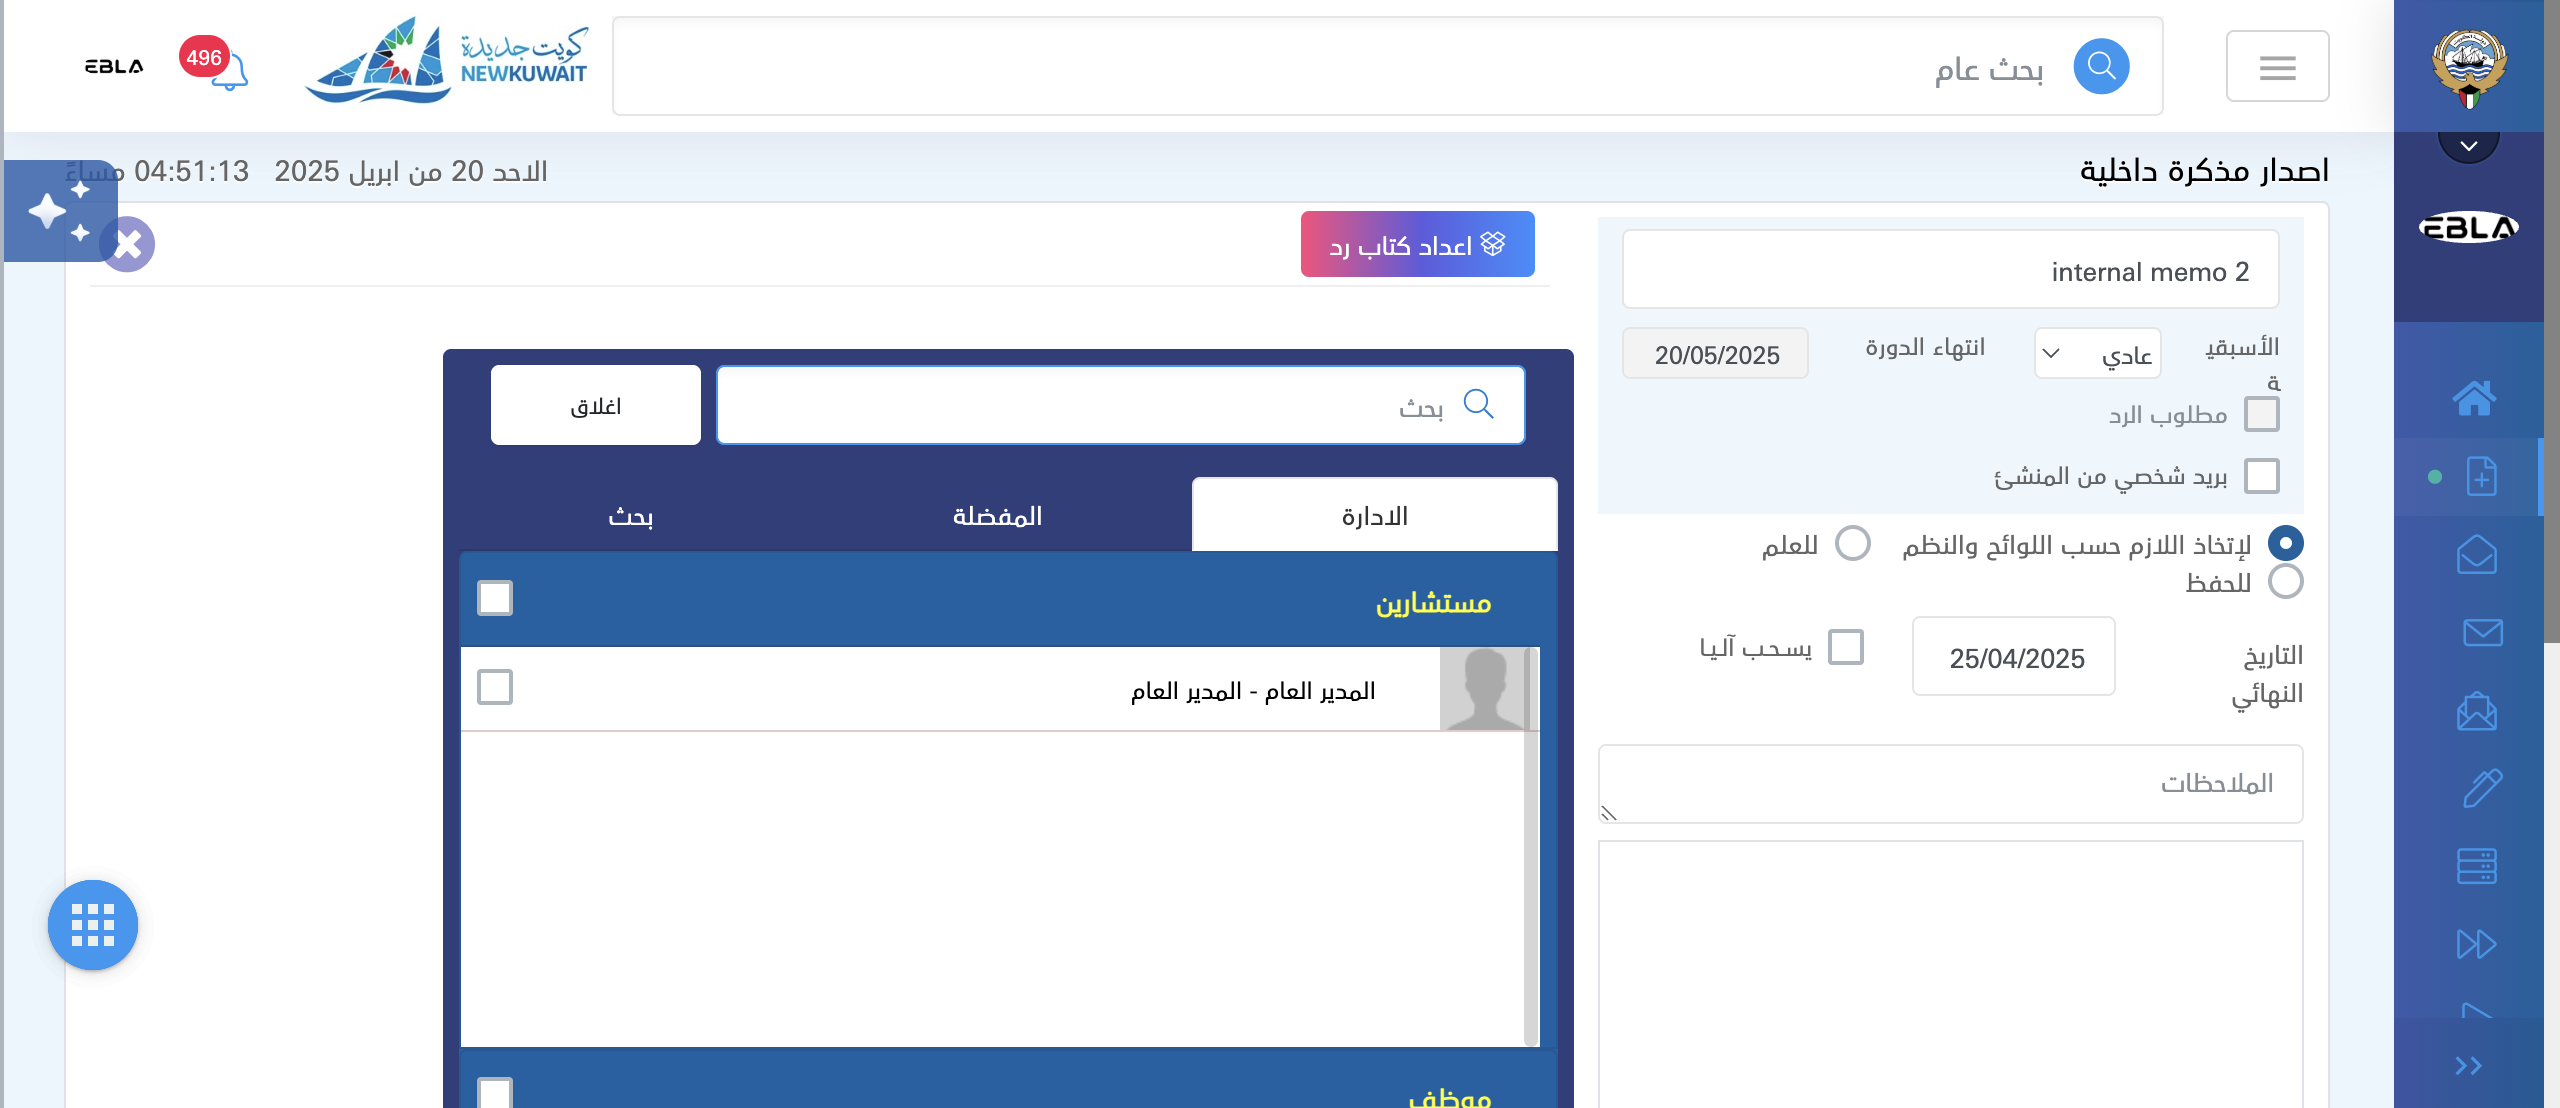 بحث عام
كويت جديدة
NEWKUWAIT
496
EBLA
EBLA
اصدار مذكرة داخلية
الاحد 20 من ابريل 2025 04:51:13 مساءً
internal memo 2
الأسبقية
عادي
انتهاء الدورة
20/05/2025
مطلوب الرد
بريد شخصي من المنشئ
لإتخاذ اللازم حسب اللوائح والنظم
للعلم
للحفظ
التاريخ
النهائي
25/04/2025
يسحب آليا
الملاحظات
اعداد كتاب رد
بحث
اغلاق
الادارة
المفضلة
بحث
مستشارين
المدير العام - المدير العام
موظف